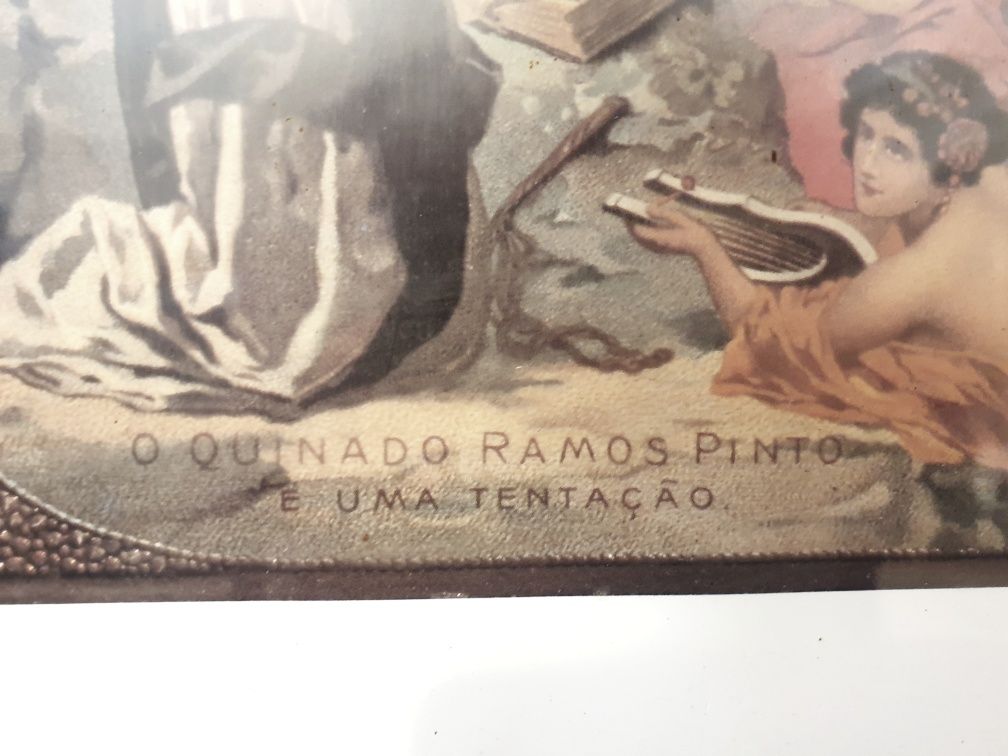 O QUINADO RAMOS PINTO
É UMA TENTAÇÃO.